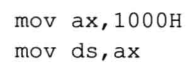 mov ax,1000H
mov ds,ax